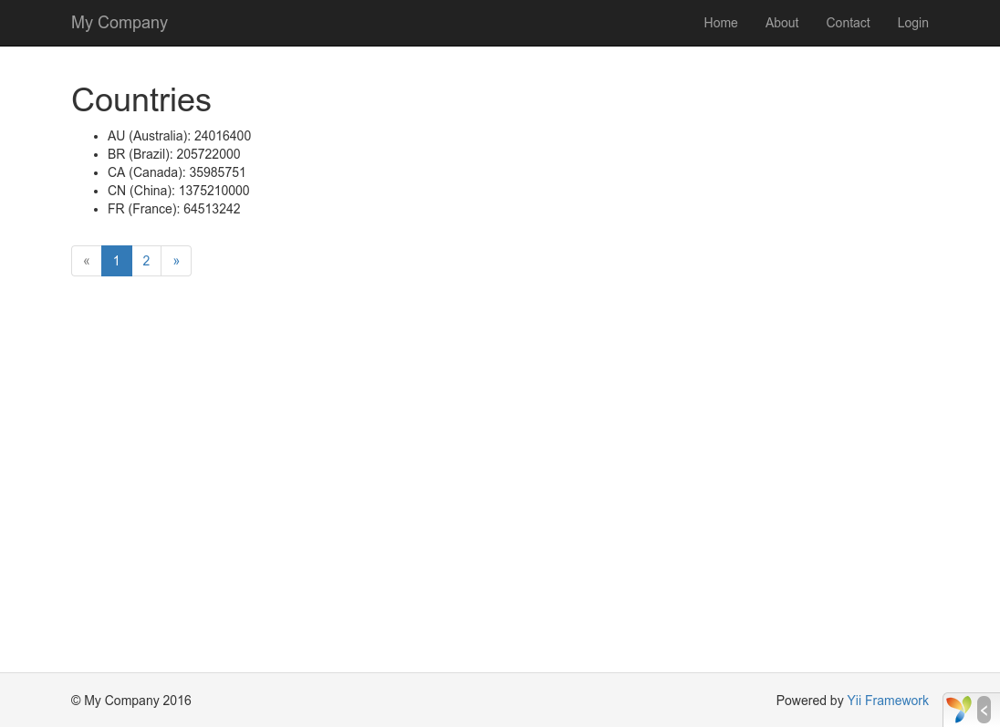 My Company Home About Contact Login
Countries
• AU (Australia): 24016400
• BR (Brazil): 205722000
• CA (Canada): 35985751
• CN (China): 1375210000
• FR (France): 64513242
« 1 2 »
© My Company 2016 Powered by Yii Framework